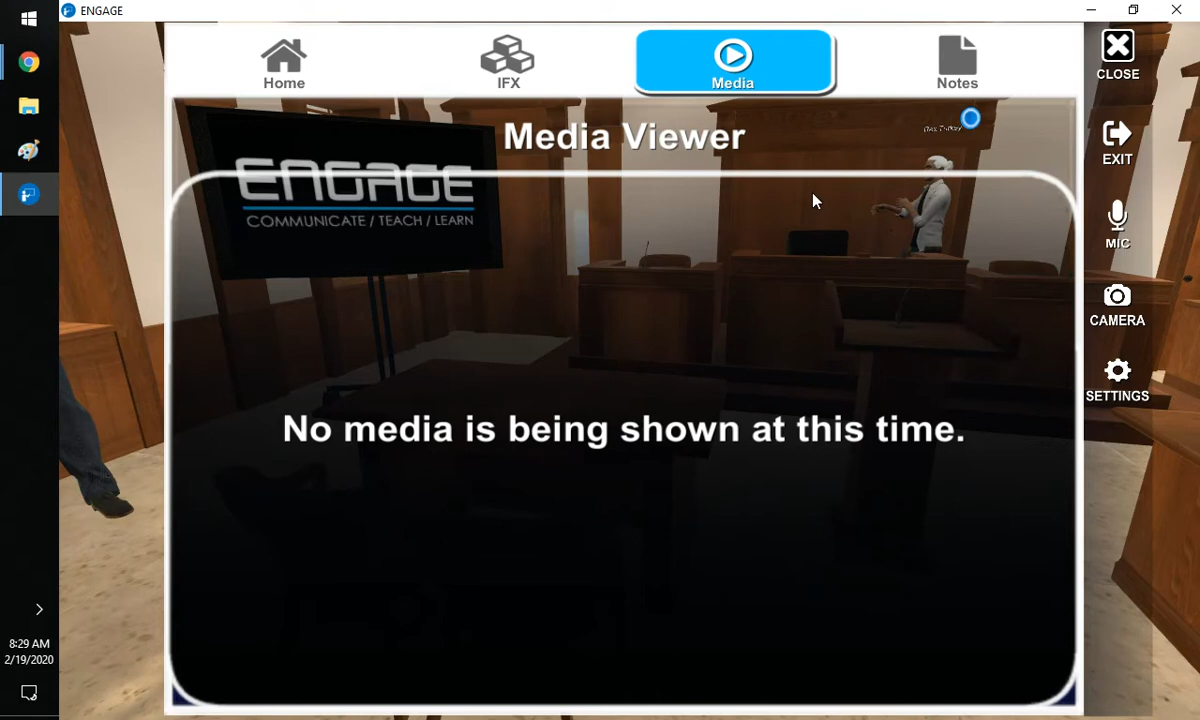 ENGAGE
Home
IFX
Media
Notes
CLOSE
EXIT
MIC
CAMERA
SETTINGS
Media Viewer
ENGAGE
COMMUNICATE / TEACH / LEARN
No media is being shown at this time.
8:29 AM
2/19/2020